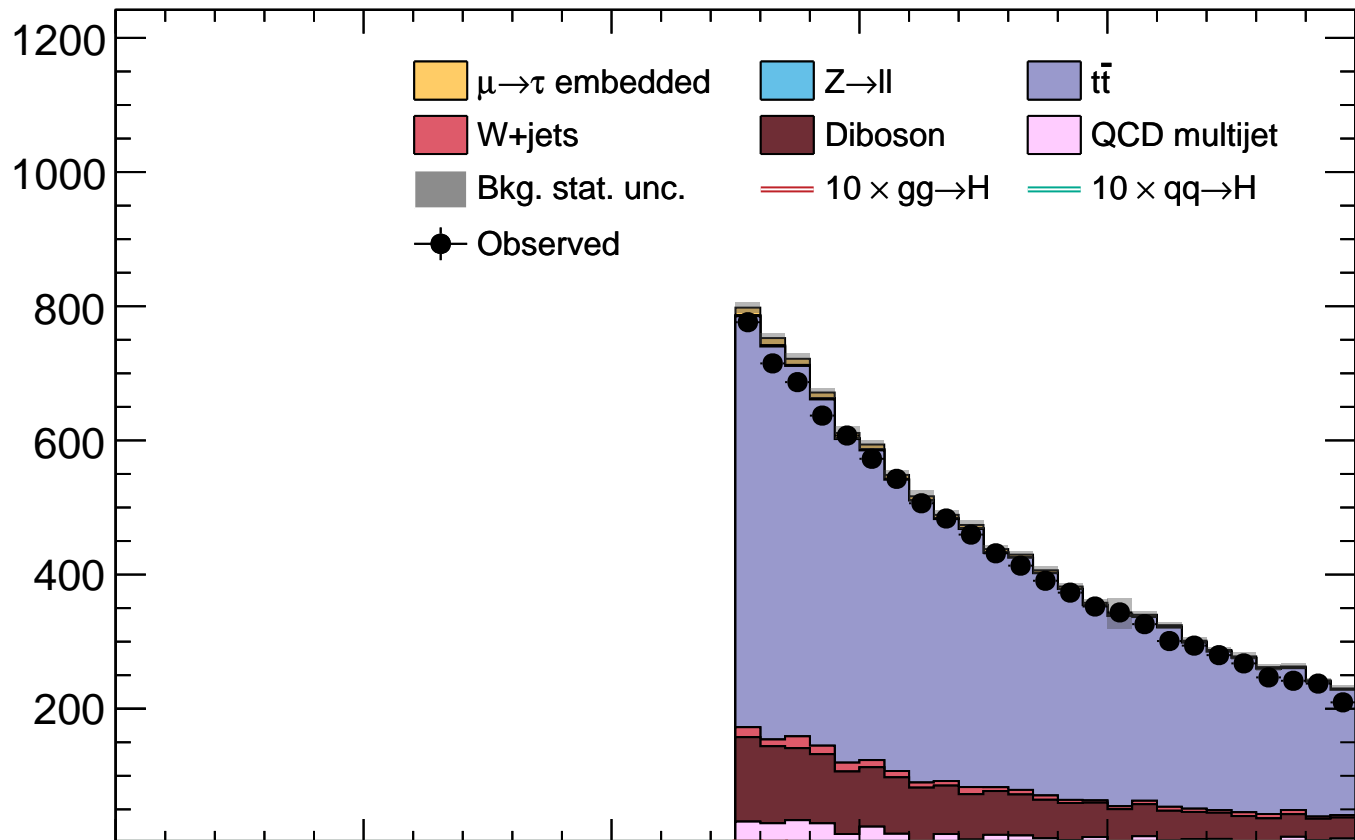 1200
μ→τ embedded Z→ll tt̄
W+jets Diboson QCD multijet
1000
Bkg. stat. unc. 10 × gg→H 10 × qq→H
Observed
800
600
400
200